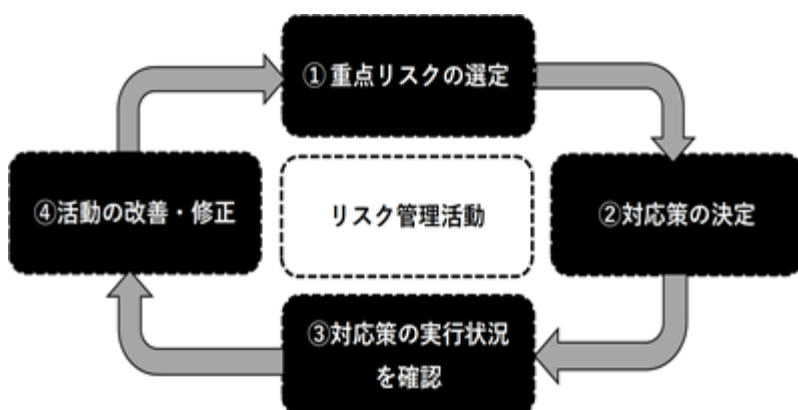 ①重点リスクの選定
④活動の改善・修正
リスク管理活動
②対応策の決定
③対応策の実行状況
を確認